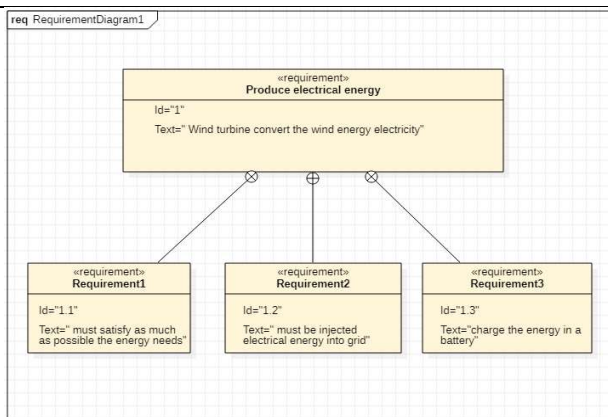 req RequirementDiagram1
«requirement»
Produce electrical energy
Id="1"
Text=" Wind turbine convert the wind energy electricity"
«requirement»
Requirement1
Id="1.1"
Text=" must satisfy as much
as possible the energy needs"
«requirement»
Requirement2
Id="1.2"
Text=" must be injected
electrical energy into grid"
«requirement»
Requirement3
Id="1.3"
Text="charge the energy in a
battery"